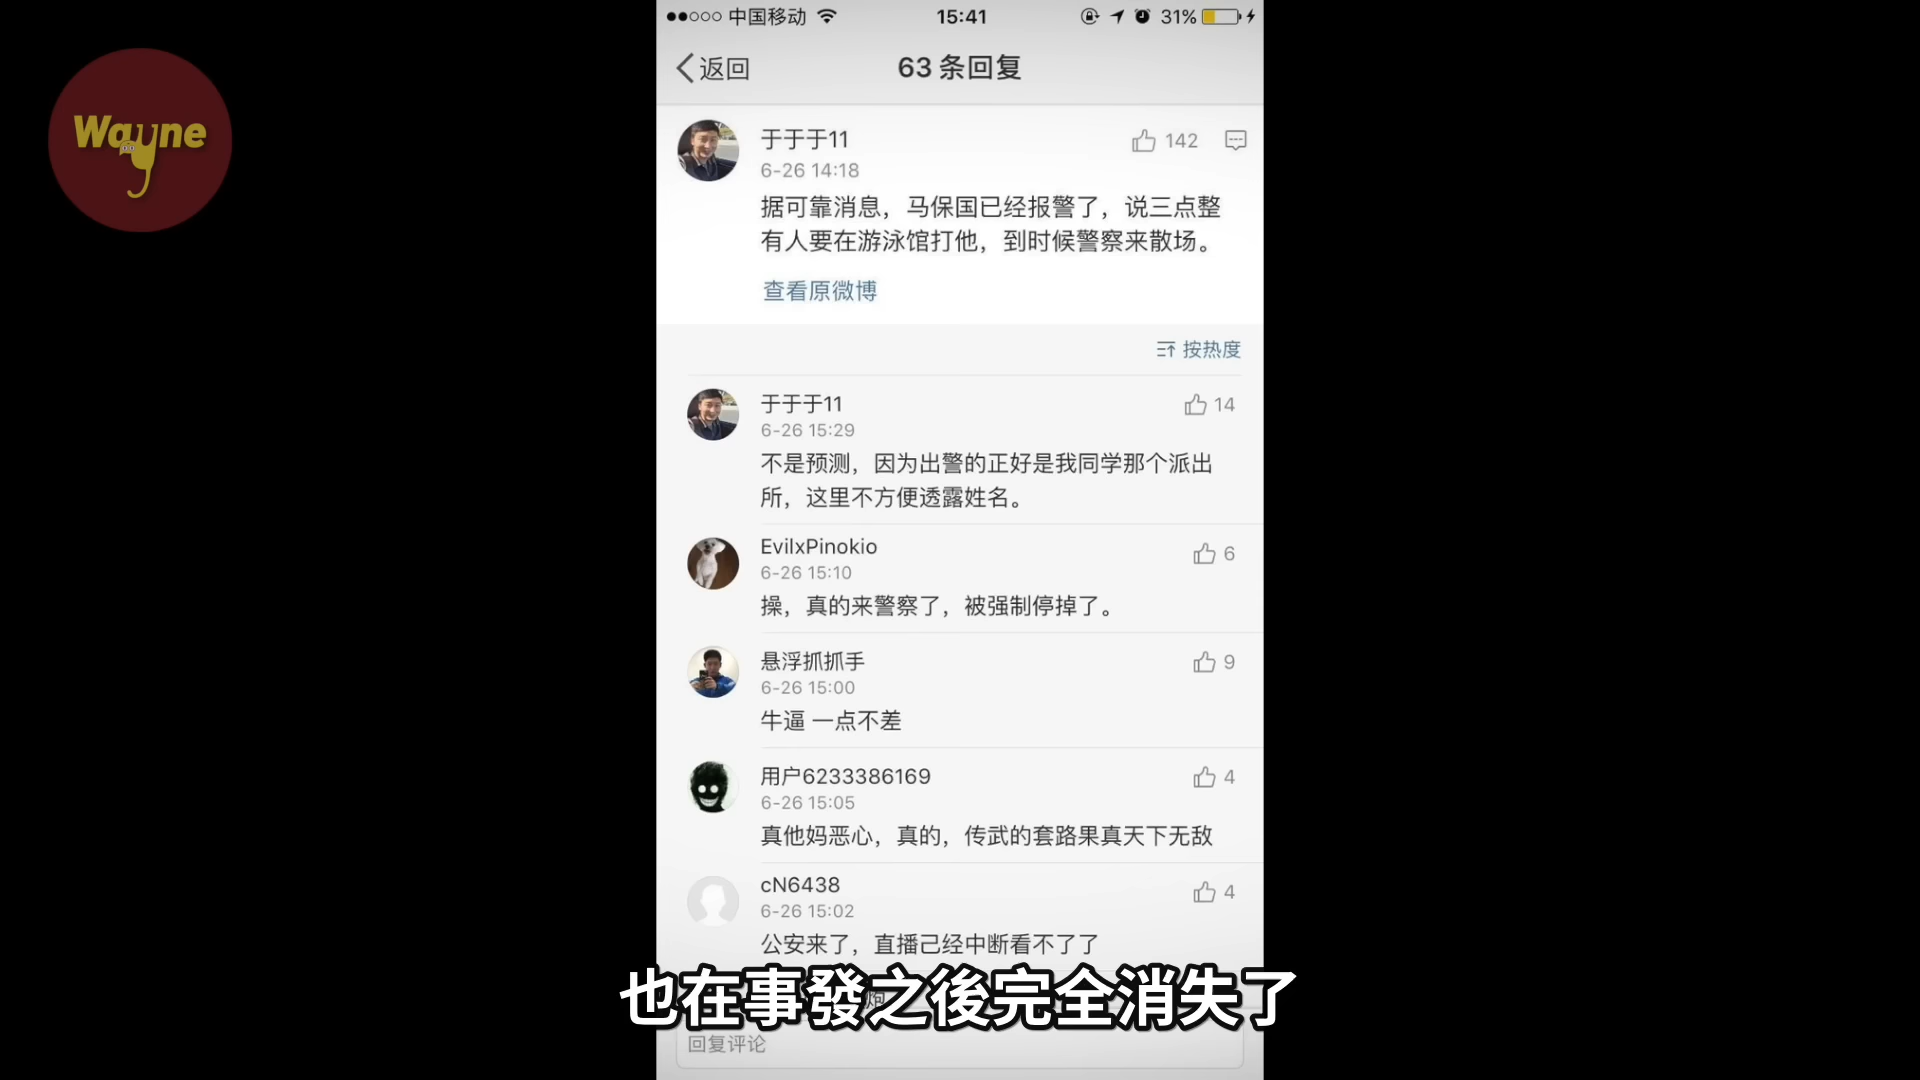 Wayne
中国移动
15:41
31%
返回
63 条回复
于于于11
142
6-26 14:18
据可靠消息，马保国已经报警了，说三点整
有人要在游泳馆打他，到时候警察来散场。
查看原微博
按热度
于于于11
14
6-26 15:29
不是预测，因为出警的正好是我同学那个派出
所，这里不方便透露姓名。
EvilxPinokio
6
6-26 15:10
操，真的来警察了，被强制停掉了。
悬浮抓抓手
9
6-26 15:00
牛逼 一点不差
用户6233386169
4
6-26 15:05
真他妈恶心，真的，传武的套路果真天下无敌
cN6438
4
6-26 15:02
公安来了，直播己经中断看不了了
也在事發之後完全消失了
回复评论